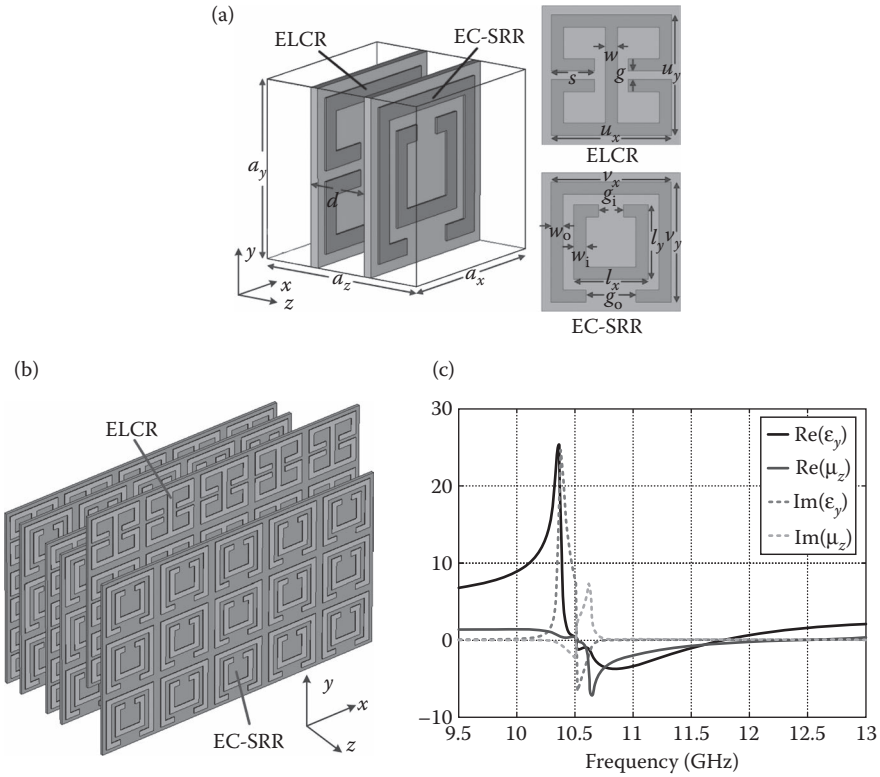 (a)
ELCR
EC-SRR
a_y
d
y
x
z
a_z
a_x
w
s
g
u_y
u_x
ELCR
v_x
g_i
w_o
w_i
l_y
v_y
l_x
g_o
EC-SRR
(b)
ELCR
EC-SRR
y
x
z
(c)
30
20
10
0
−10
9.5 10 10.5 11 11.5 12 12.5 13
Frequency (GHz)
Re(ε_y)
Re(μ_z)
Im(ε_y)
Im(μ_z)